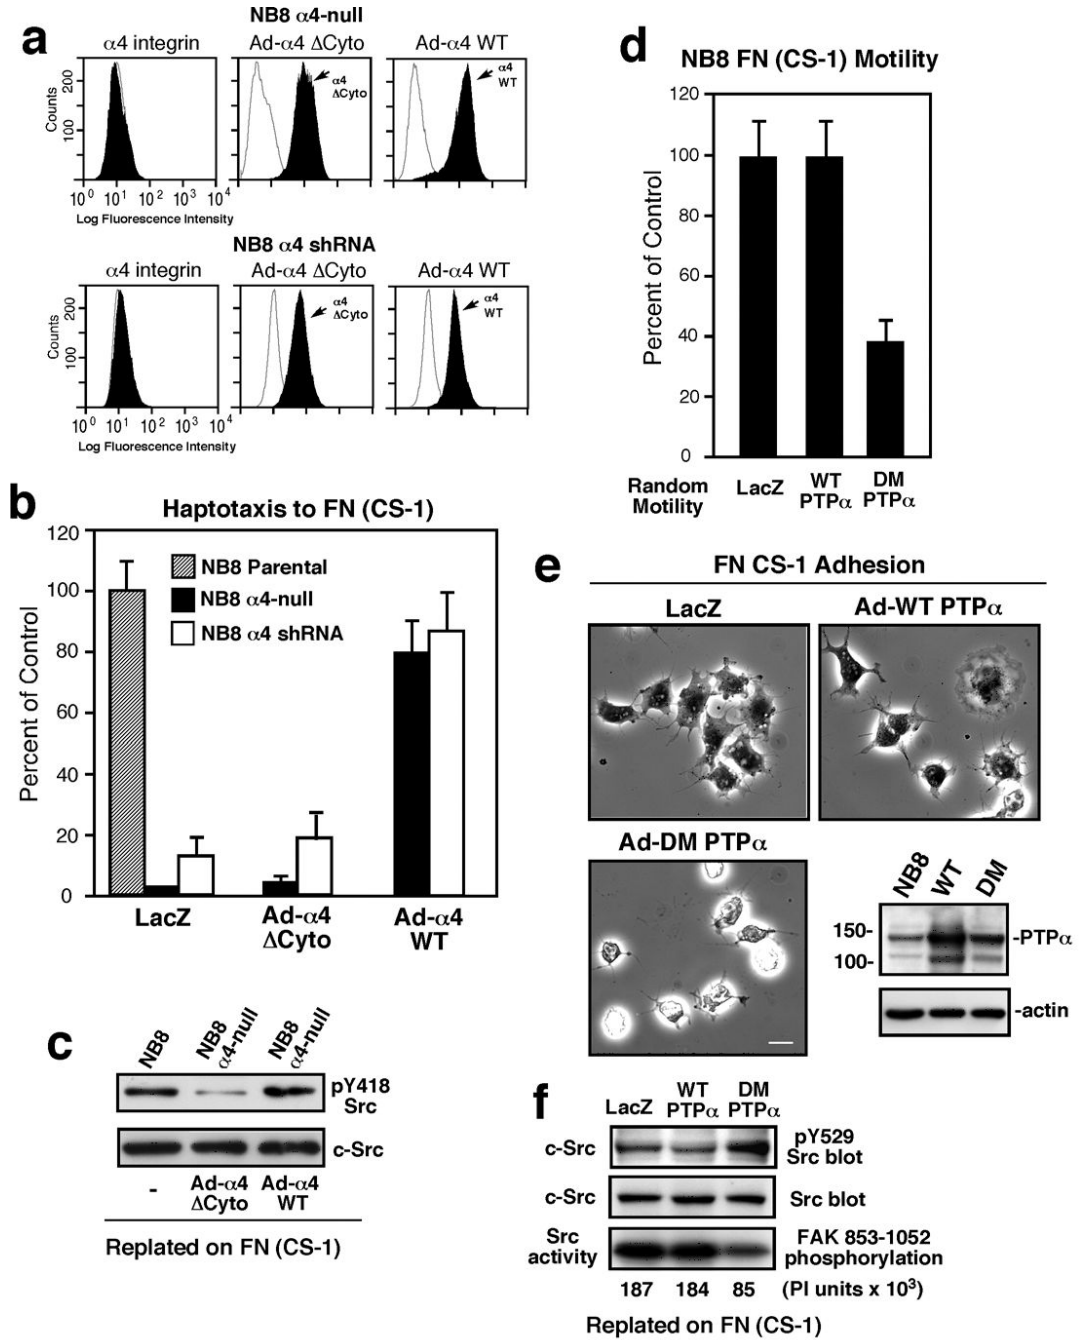 a
NB8 α4-null
α4 integrin
Ad-α4 ΔCyto
Ad-α4 WT
Counts
200
100
α4
ΔCyto
α4
WT
10⁰ 10¹ 10² 10³ 10⁴
Log Fluorescence Intensity
NB8 α4 shRNA
α4 integrin
Ad-α4 ΔCyto
Ad-α4 WT
Counts
200
100
α4
ΔCyto
α4
WT
10⁰ 10¹ 10² 10³ 10⁴
Log Fluorescence Intensity
b
Haptotaxis to FN (CS-1)
Percent of Control
120
100
80
60
40
20
0
NB8 Parental
NB8 α4-null
NB8 α4 shRNA
LacZ
Ad-α4
ΔCyto
Ad-α4
WT
c
NB8
NB8
α4-null
NB8
α4-null
pY418
Src
c-Src
-
Ad-α4
ΔCyto
Ad-α4
WT
Replated on FN (CS-1)
d
NB8 FN (CS-1) Motility
Percent of Control
120
100
80
60
40
20
0
Random
Motility
LacZ
WT
PTPα
DM
PTPα
e
FN CS-1 Adhesion
LacZ
Ad-WT PTPα
Ad-DM PTPα
NB8
WT
DM
150-
100-
-PTPα
-actin
f
LacZ
WT
PTPα
DM
PTPα
c-Src
pY529
Src blot
c-Src
Src blot
Src
activity
FAK 853-1052
phosphorylation
187 184 85 (PI units x 10³)
Replated on FN (CS-1)